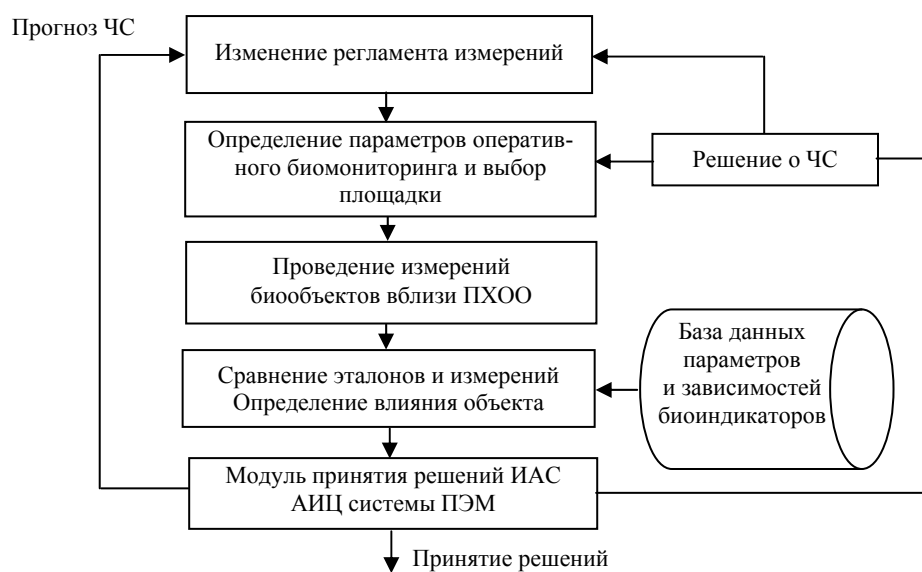 Прогноз ЧС
Изменение регламента измерений
Определение параметров оператив-
ного биомониторинга и выбор
площадки
Решение о ЧС
Проведение измерений
биообъектов вблизи ПХОО
База данных
параметров
и зависимостей
биоиндикаторов
Сравнение эталонов и измерений
Определение влияния объекта
Модуль принятия решений ИАС
АИЦ системы ПЭМ
Принятие решений